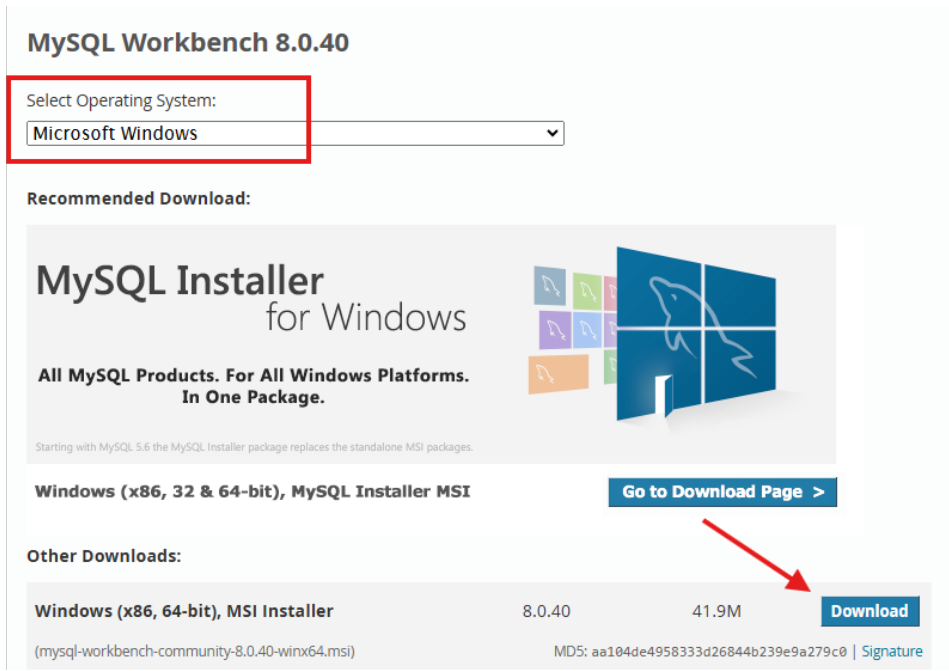 MySQL Workbench 8.0.40
Select Operating System:
Microsoft Windows
Recommended Download:
MySQL Installer
for Windows
All MySQL Products. For All Windows Platforms.
In One Package.
Starting with MySQL 5.6 the MySQL Installer package replaces the standalone MSI packages.
Windows (x86, 32 & 64-bit), MySQL Installer MSI
Go to Download Page >
Other Downloads:
Windows (x86, 64-bit), MSI Installer 8.0.40 41.9M Download
(mysql-workbench-community-8.0.40-winx64.msi) MD5: aa104de4958333d26844b239e9a279c0 | Signature